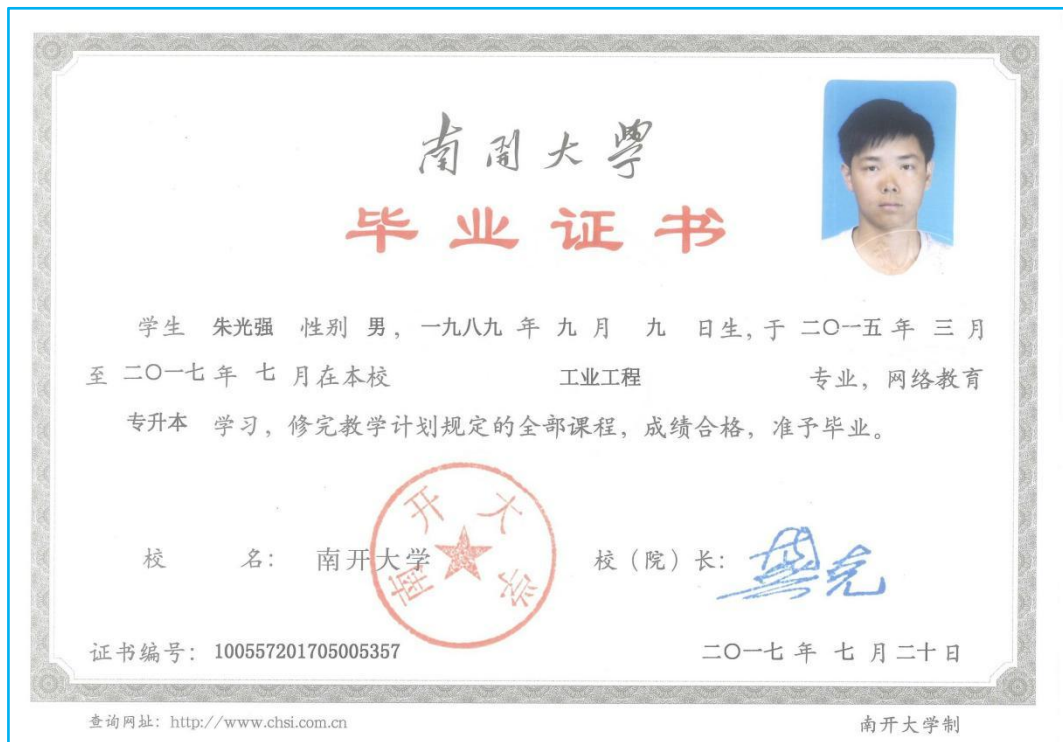 南開大學
毕业证书
学生 朱光强 性别 男，一九八九 年 九 月 九 日生，于 二〇一五 年 三 月
至 二〇一七 年 七 月在本校 工业工程 专业，网络教育
专升本 学习，修完教学计划规定的全部课程，成绩合格，准予毕业。
南开大学
校 名： 南开大学 校（院）长： 龚克
证书编号： 100557201705005357 二〇一七 年 七 月二十日
查询网址：http://www.chsi.com.cn 南开大学制